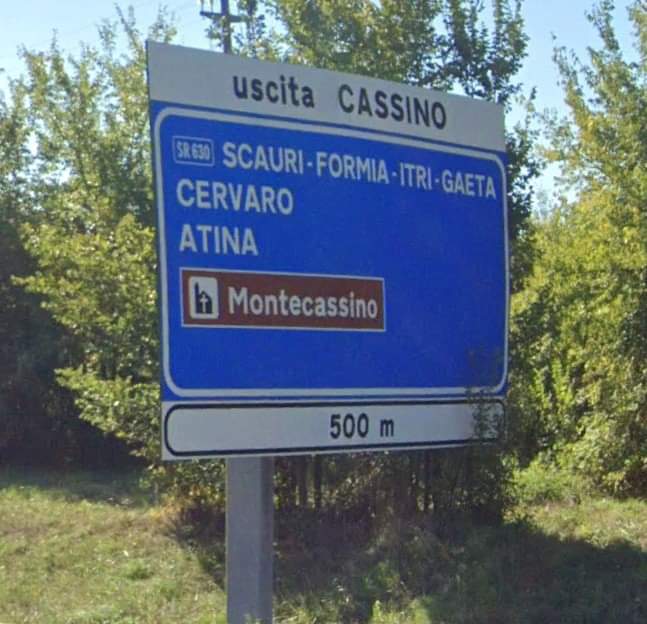 uscita CASSINO
SR 630 SCAURI-FORMIA-ITRI-GAETA
CERVARO
ATINA
Montecassino
500 m